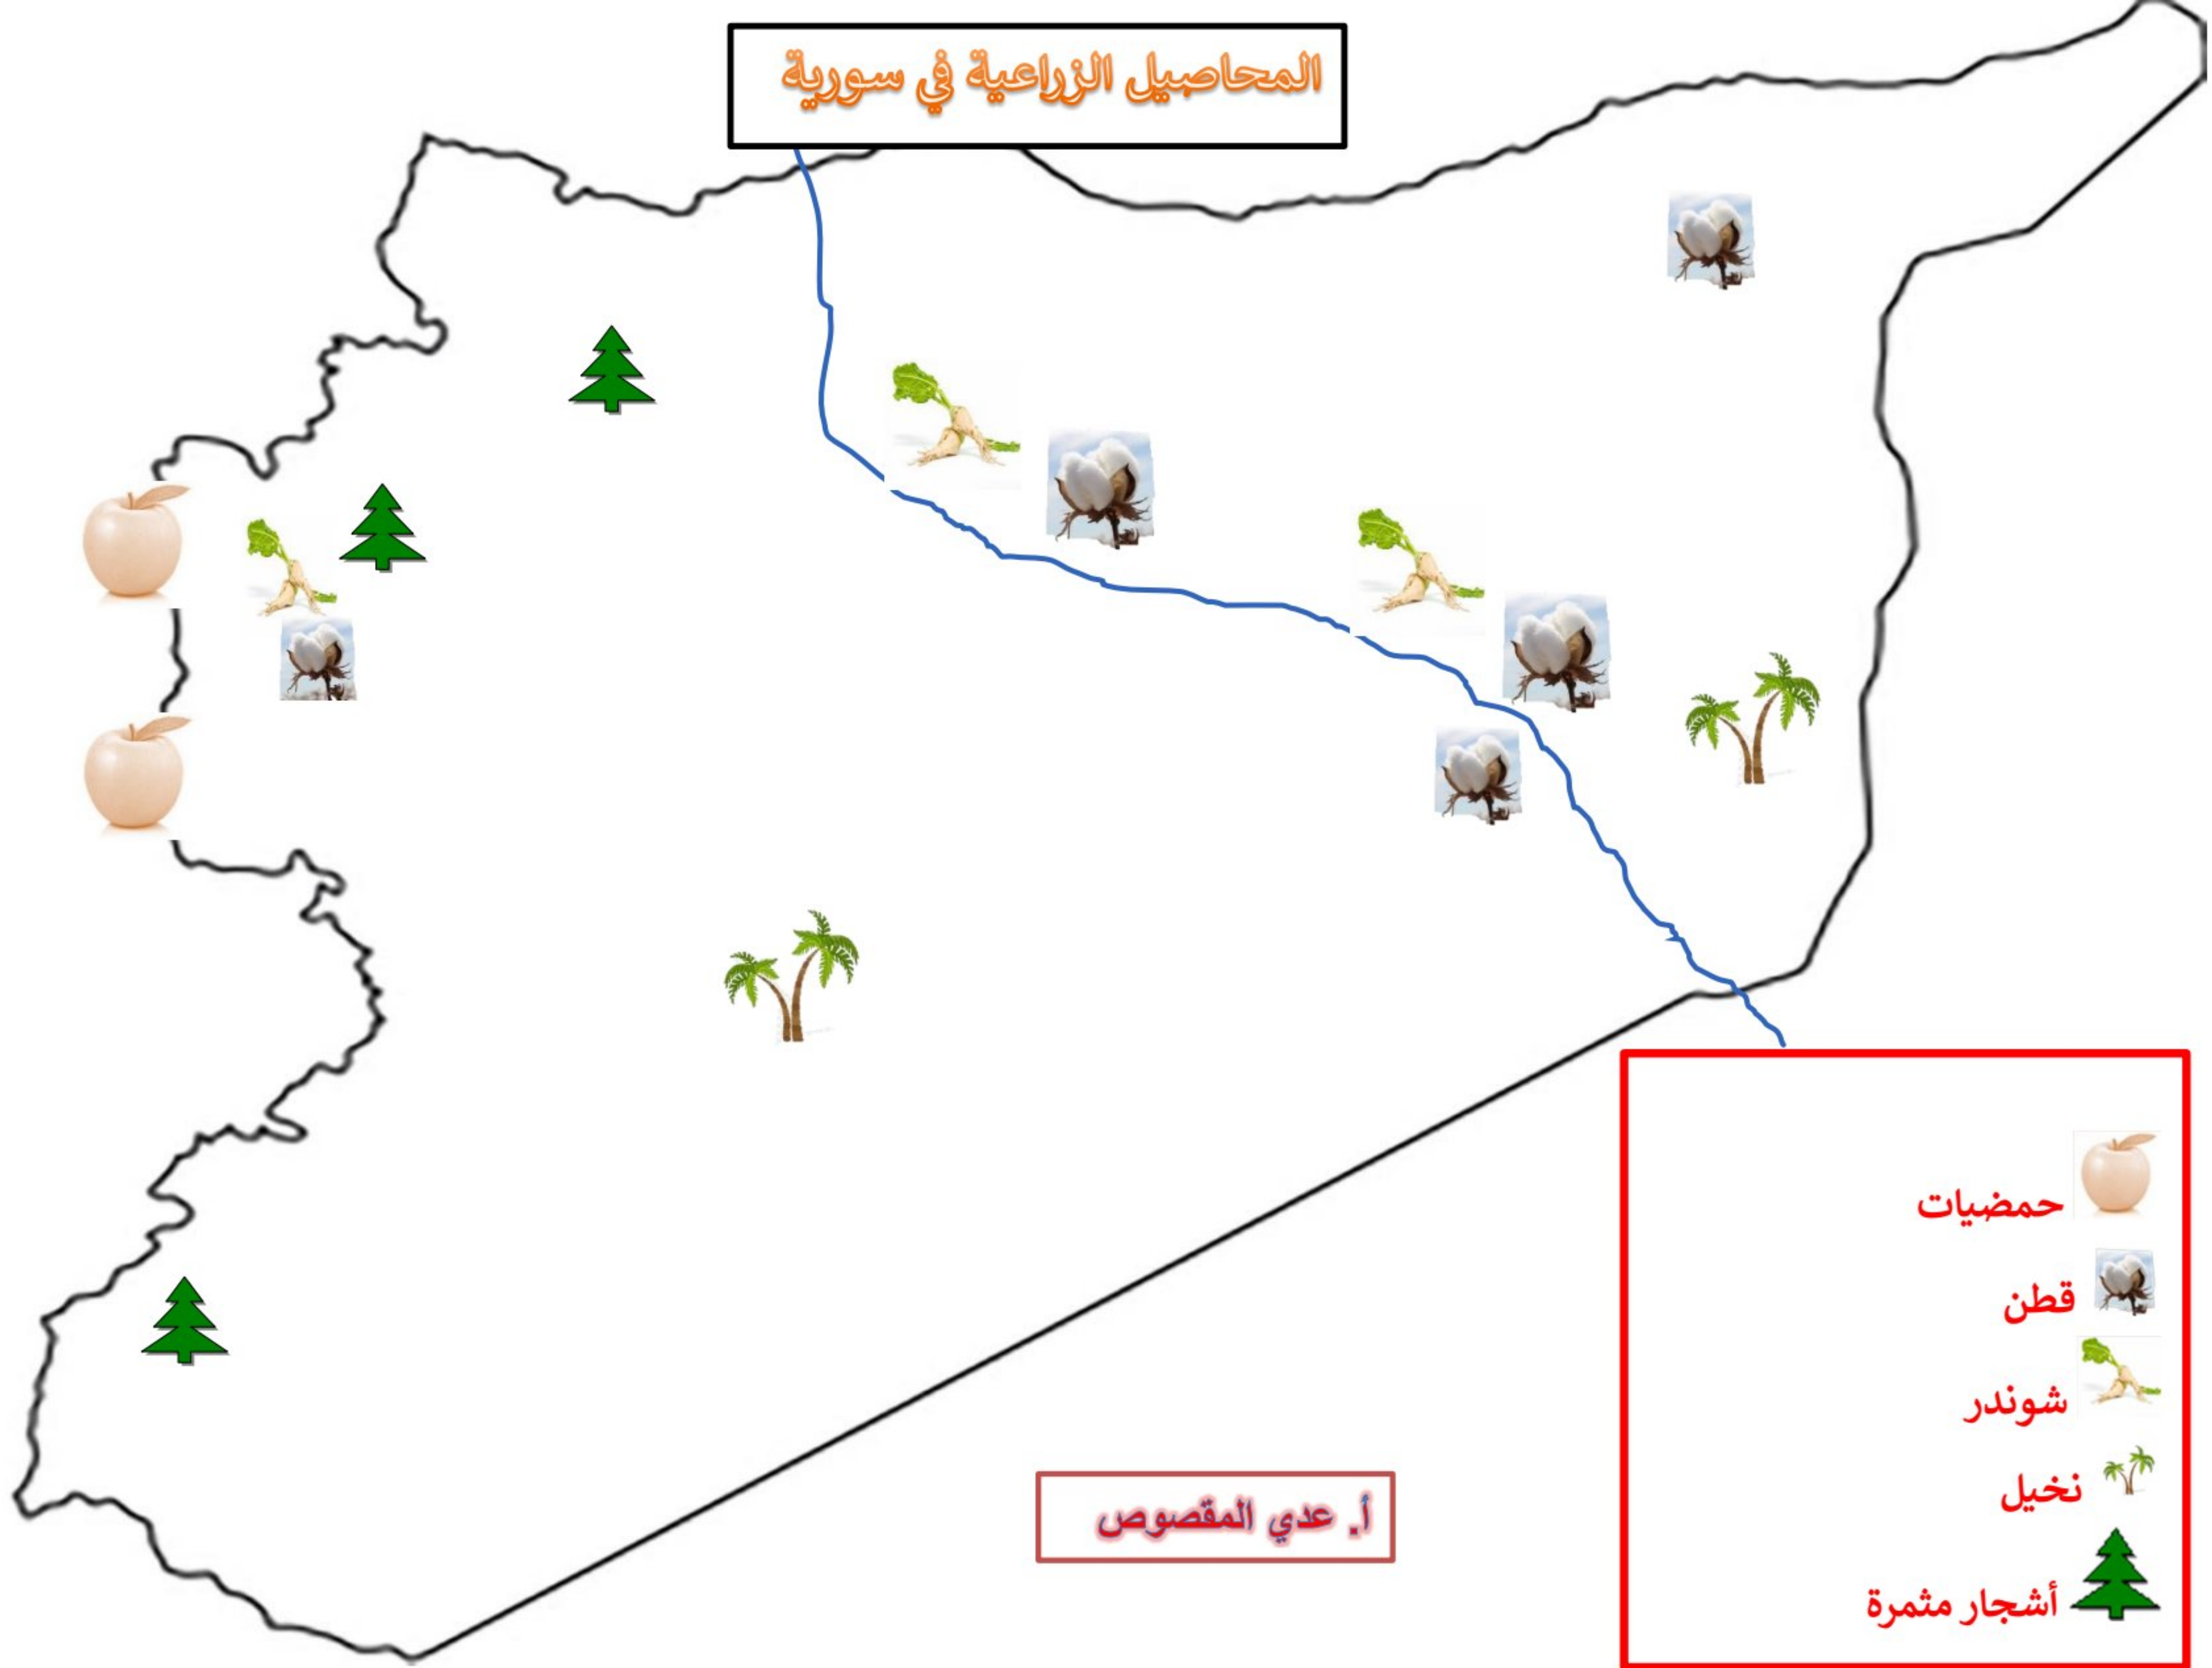 المحاصيل الزراعية في سورية
حمضيات
قطن
شوندر
نخيل
أشجار مثمرة
أ. عدي المقصوص